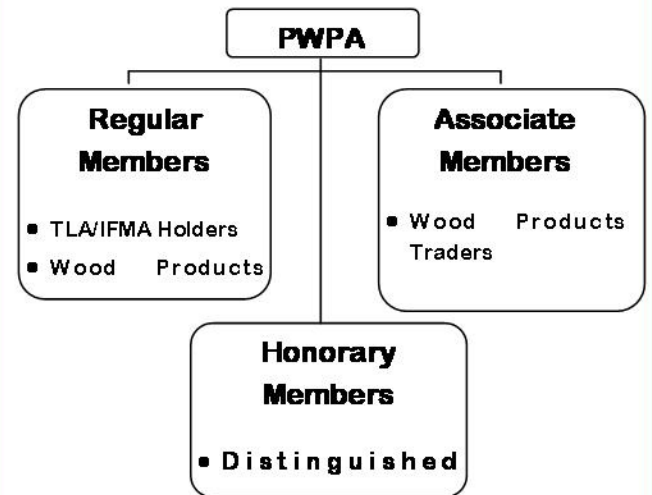 PWPA
Regular
Members
• TLA/IFMA Holders
• Wood Products
Associate
Members
• Wood Products
Traders
Honorary
Members
• Distinguished